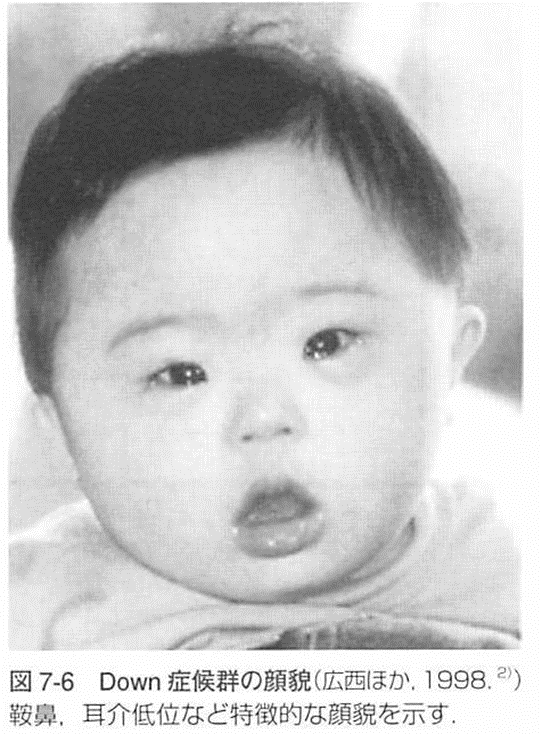 図 7-6 Down 症候群の顔貌(広西ほか, 1998. 2))
鞍鼻, 耳介低位など特徴的な顔貌を示す.